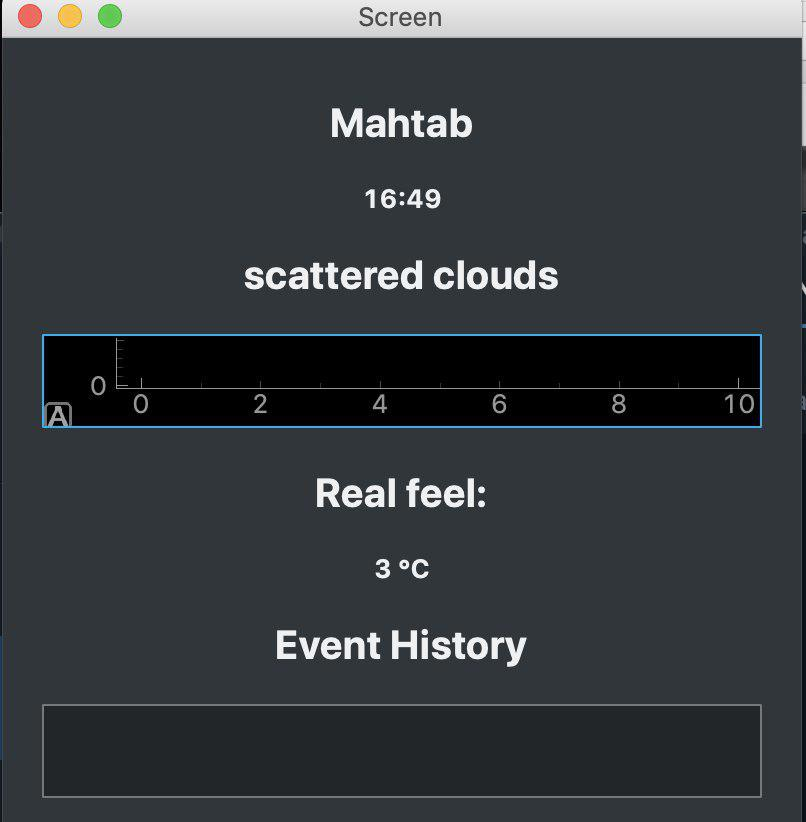 Screen
Mahtab
16:49
scattered clouds
0
A
0 2 4 6 8 10
Real feel:
3 °C
Event History